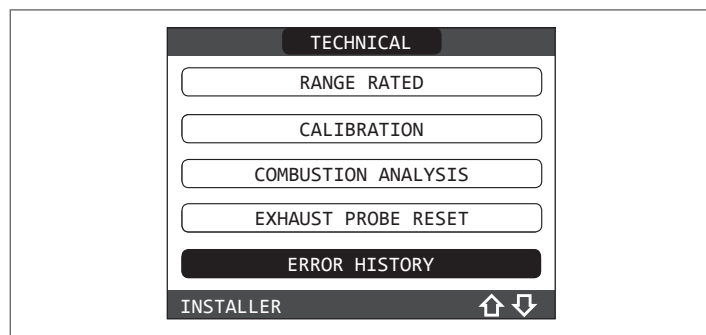 TECHNICAL
RANGE RATED
CALIBRATION
COMBUSTION ANALYSIS
EXHAUST PROBE RESET
ERROR HISTORY
INSTALLER